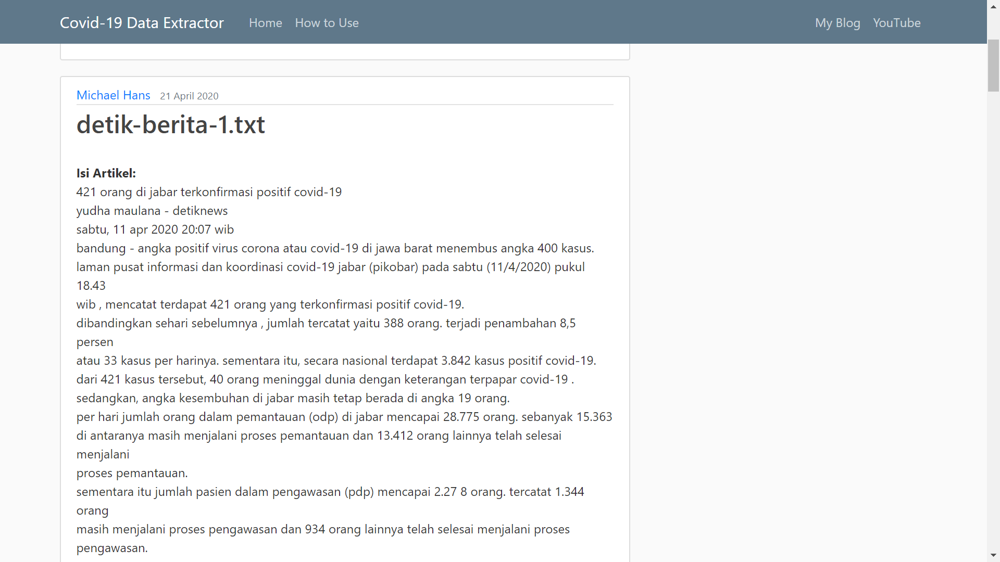 Covid-19 Data Extractor Home How to Use My Blog YouTube
Michael Hans 21 April 2020
detik-berita-1.txt
Isi Artikel:
421 orang di jabar terkonfirmasi positif covid-19
yudha maulana - detiknews
sabtu, 11 apr 2020 20:07 wib
bandung - angka positif virus corona atau covid-19 di jawa barat menembus angka 400 kasus.
laman pusat informasi dan koordinasi covid-19 jabar (pikobar) pada sabtu (11/4/2020) pukul
18.43
wib , mencatat terdapat 421 orang yang terkonfirmasi positif covid-19.
dibandingkan sehari sebelumnya , jumlah tercatat yaitu 388 orang. terjadi penambahan 8,5
persen
atau 33 kasus per harinya. sementara itu, secara nasional terdapat 3.842 kasus positif covid-19.
dari 421 kasus tersebut, 40 orang meninggal dunia dengan keterangan terpapar covid-19 .
sedangkan, angka kesembuhan di jabar masih tetap berada di angka 19 orang.
per hari jumlah orang dalam pemantauan (odp) di jabar mencapai 28.775 orang. sebanyak 15.363
di antaranya masih menjalani proses pemantauan dan 13.412 orang lainnya telah selesai
menjalani
proses pemantauan.
sementara itu jumlah pasien dalam pengawasan (pdp) mencapai 2.27 8 orang. tercatat 1.344
orang
masih menjalani proses pengawasan dan 934 orang lainnya telah selesai menjalani proses
pengawasan.